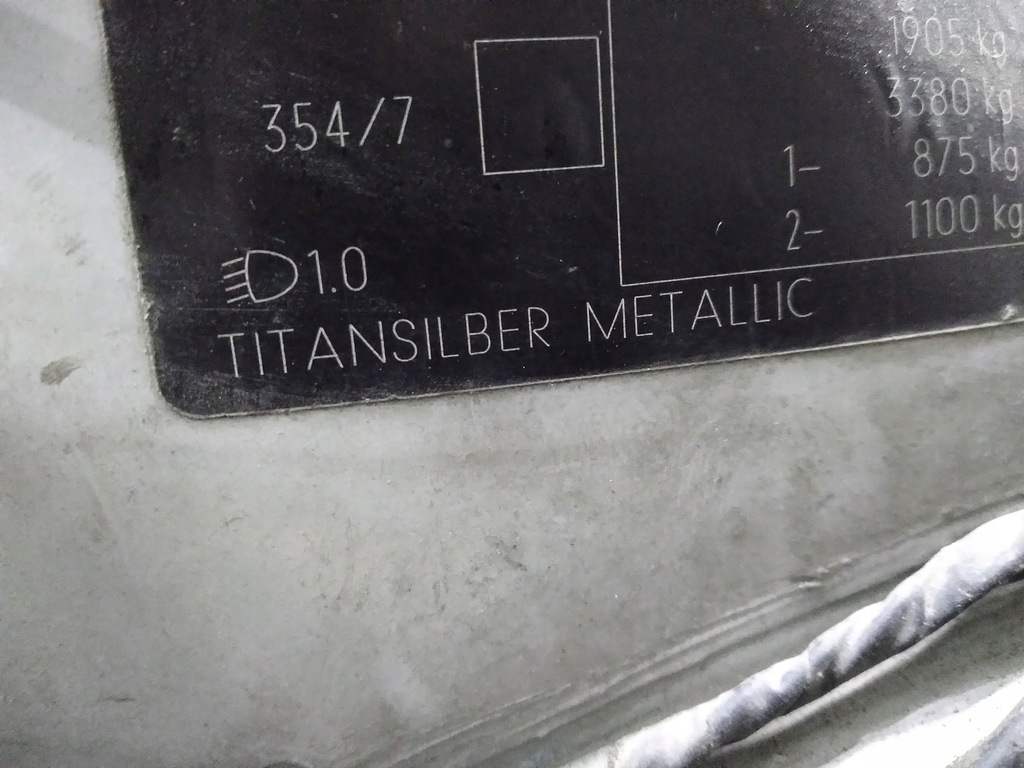 1905 kg
3380 kg
354/7
1- 875 kg
2- 1100 kg
1.0
TITANSILBER METALLIC